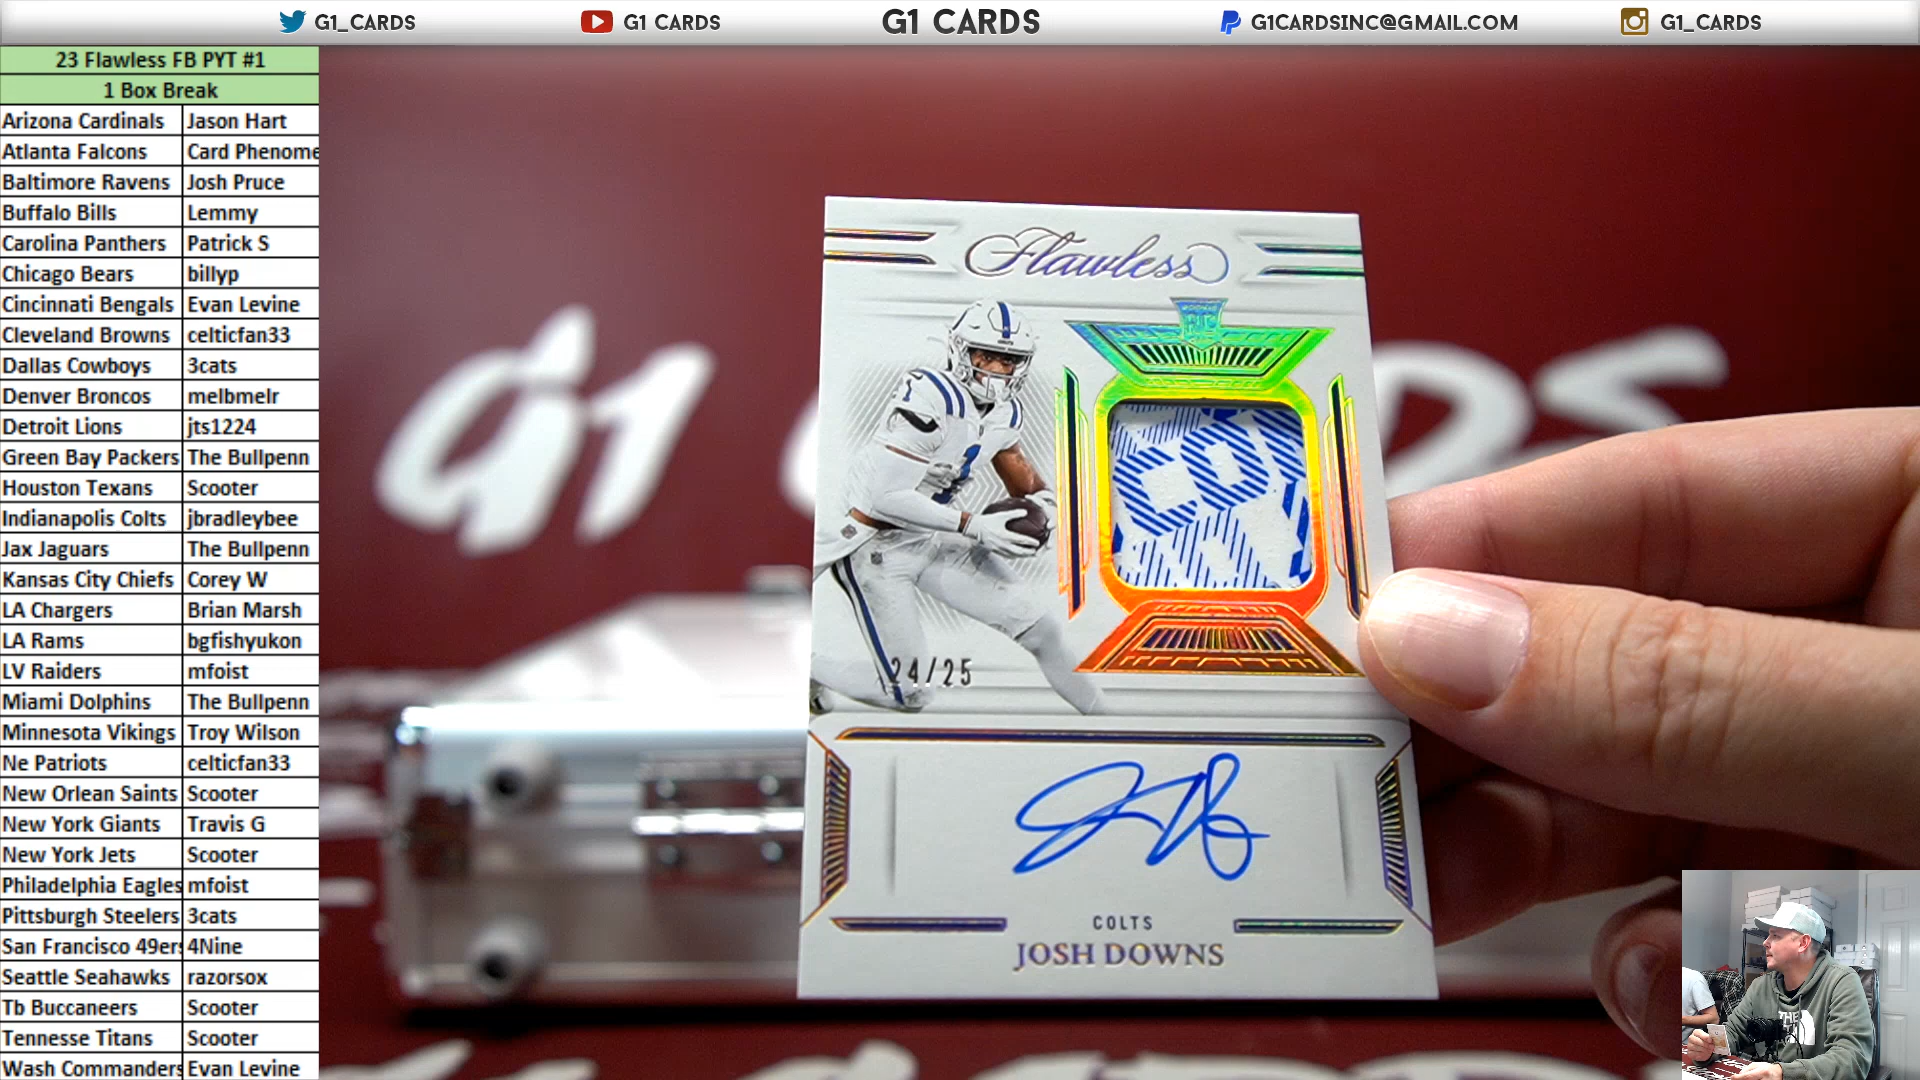 G1_CARDS
G1 CARDS
G1 CARDS
G1CARDSINC@GMAIL.COM
G1_CARDS
23 Flawless FB PYT #1
1 Box Break
Arizona Cardinals Jason Hart
Atlanta Falcons Card Phenome
Baltimore Ravens Josh Pruce
Buffalo Bills Lemmy
Carolina Panthers Patrick S
Chicago Bears billyp
Cincinnati Bengals Evan Levine
Cleveland Browns celticfan33
Dallas Cowboys 3cats
Denver Broncos melbmelr
Detroit Lions jts1224
Green Bay Packers The Bullpenn
Houston Texans Scooter
Indianapolis Colts jbradleybee
Jax Jaguars The Bullpenn
Kansas City Chiefs Corey W
LA Chargers Brian Marsh
LA Rams bgfishyukon
LV Raiders mfoist
Miami Dolphins The Bullpenn
Minnesota Vikings Troy Wilson
Ne Patriots celticfan33
New Orlean Saints Scooter
New York Giants Travis G
New York Jets Scooter
Philadelphia Eagles mfoist
Pittsburgh Steelers 3cats
San Francisco 49ers 4Nine
Seattle Seahawks razorsox
Tb Buccaneers Scooter
Tennesse Titans Scooter
Wash Commanders Evan Levine
G1
DS
Flawless
1
CO
24/25
COLTS
JOSH DOWNS
THE